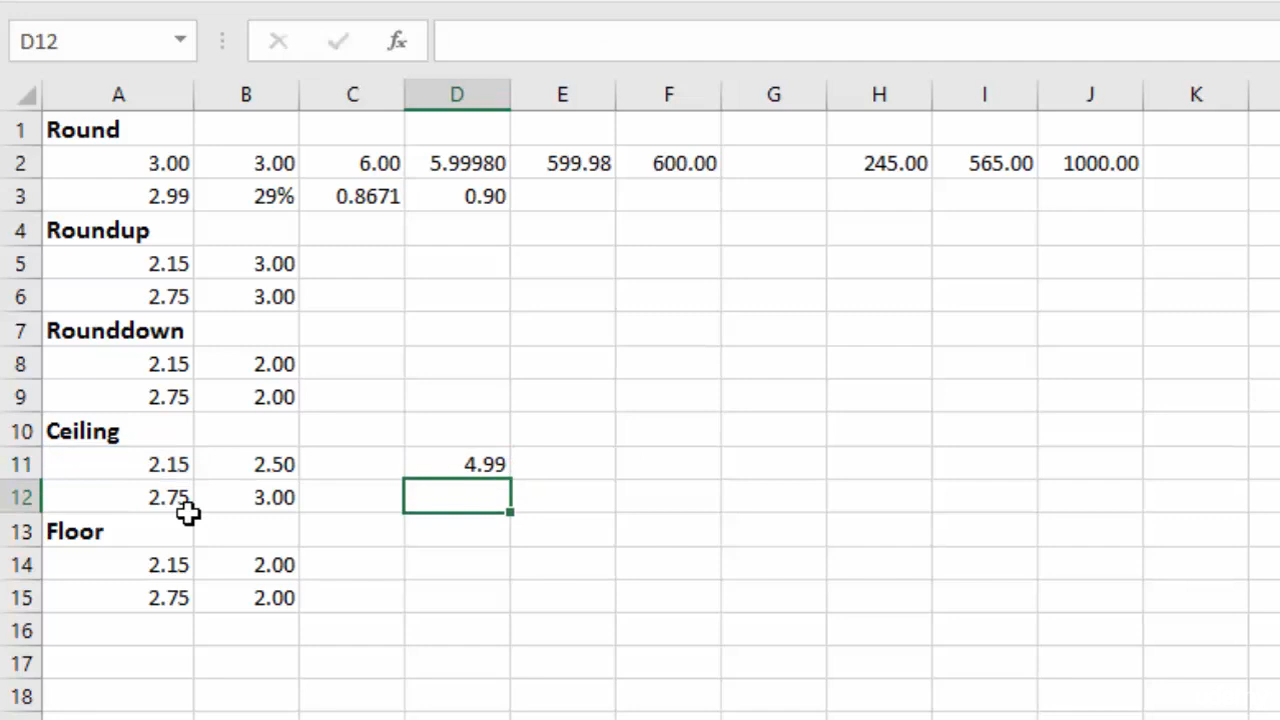 D12 fx
A B C D E F G H I J K
1 Round
2 3.00 3.00 6.00 5.99980 599.98 600.00 245.00 565.00 1000.00
3 2.99 29% 0.8671 0.90
4 Roundup
5 2.15 3.00
6 2.75 3.00
7 Rounddown
8 2.15 2.00
9 2.75 2.00
10 Ceiling
11 2.15 2.50 4.99
12 2.75 3.00
13 Floor
14 2.15 2.00
15 2.75 2.00
16
17
18